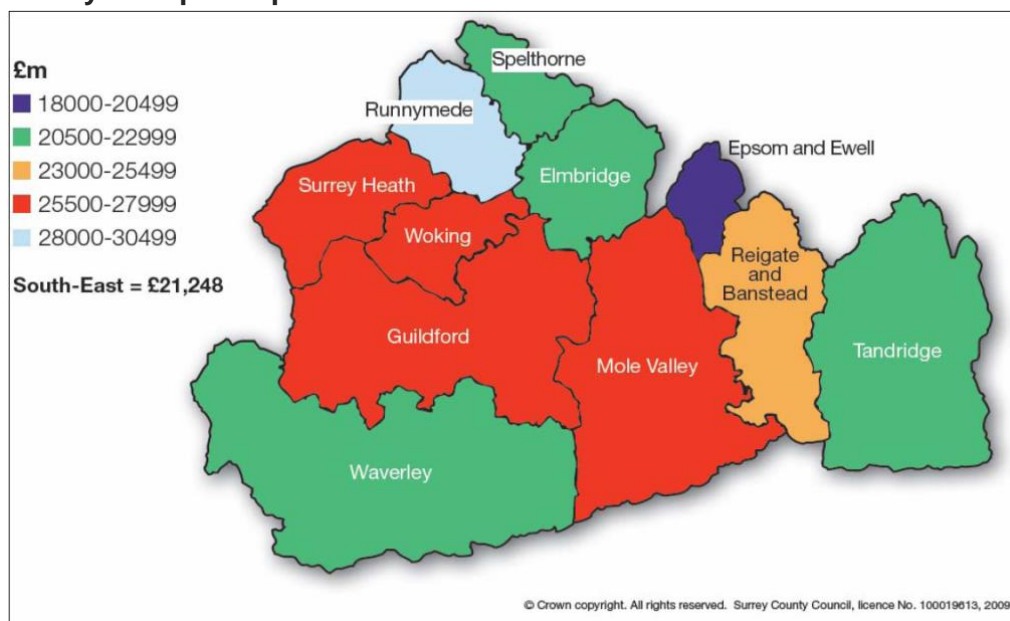 £m
18000-20499
20500-22999
23000-25499
25500-27999
28000-30499
South-East = £21,248
Spelthorne
Runnymede
Epsom and Ewell
Elmbridge
Surrey Heath
Woking
Reigate
and
Banstead
Guildford
Mole Valley
Tandridge
Waverley
© Crown copyright. All rights reserved. Surrey County Council, licence No. 100019613, 2009